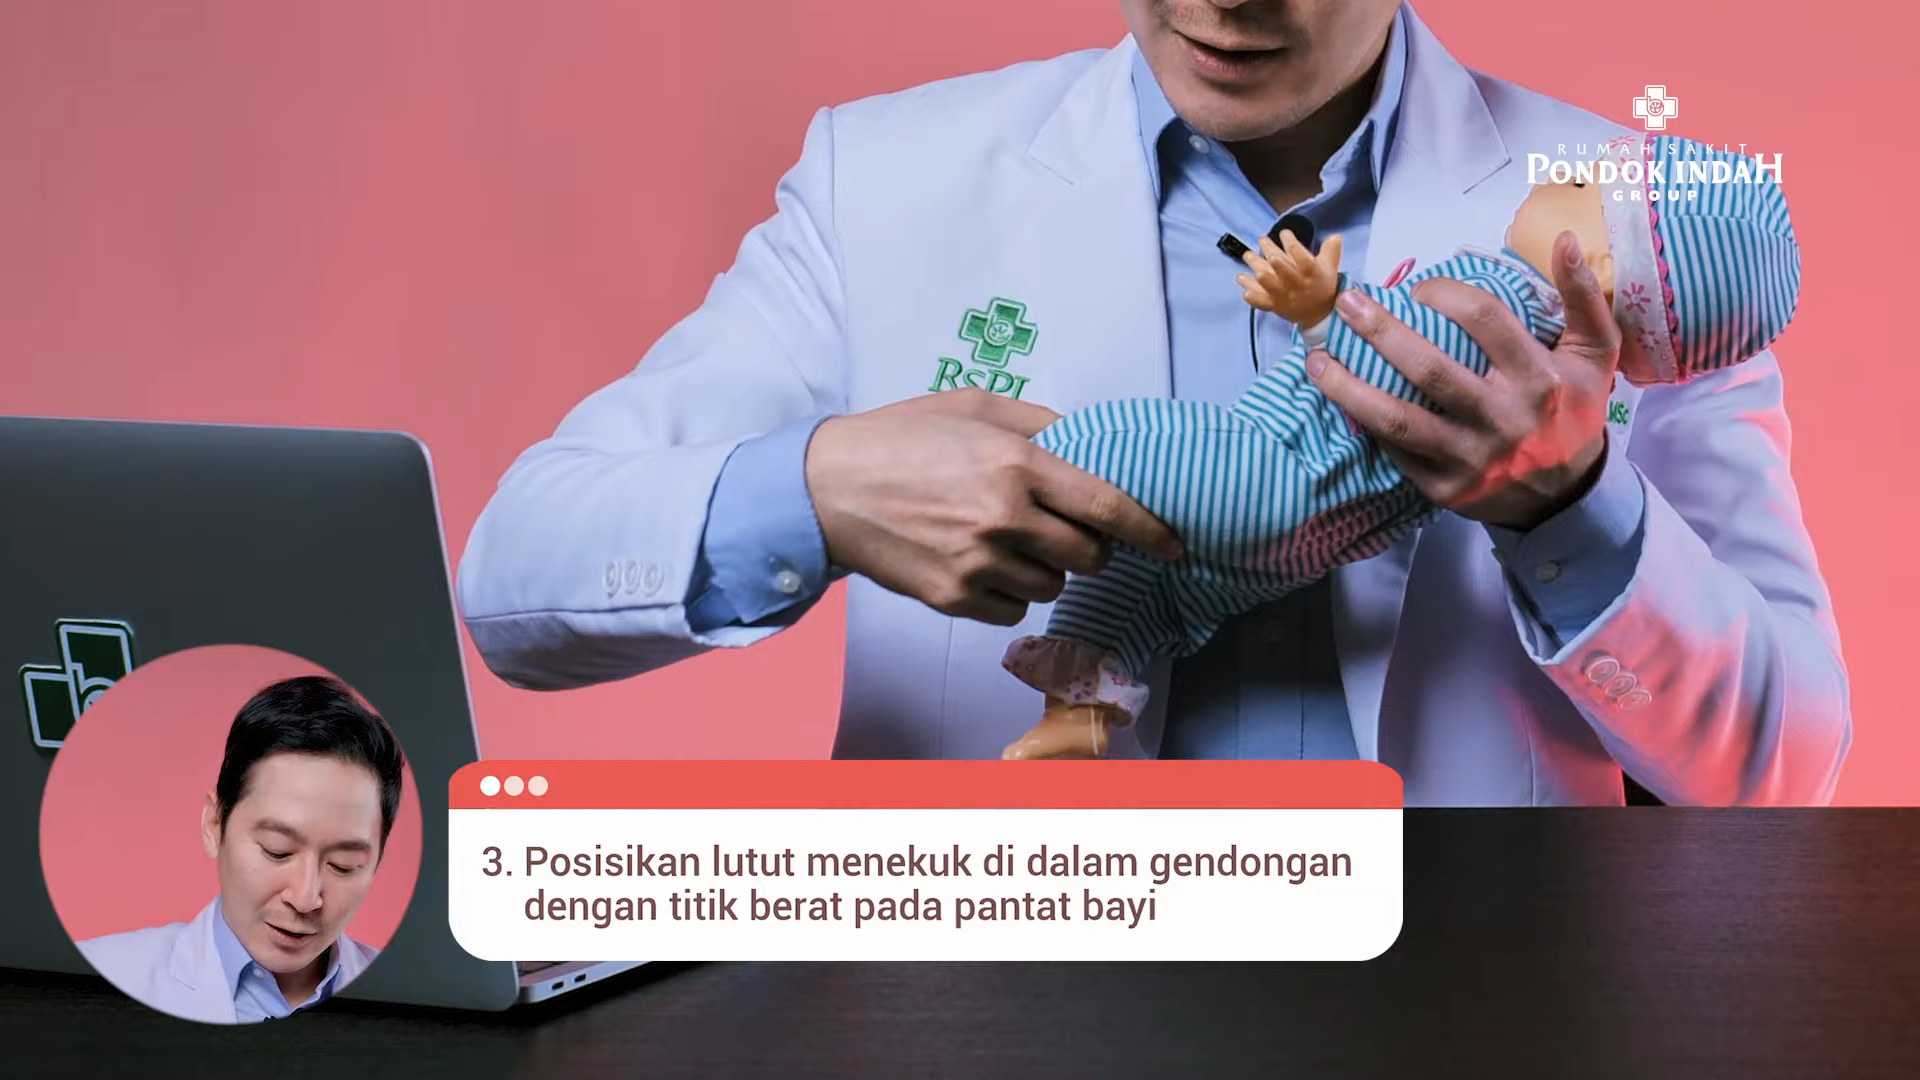 RUMAH SAKIT
PONDOK INDAH
GROUP
RSPI
MSc
3. Posisikan lutut menekuk di dalam gendongan
dengan titik berat pada pantat bayi